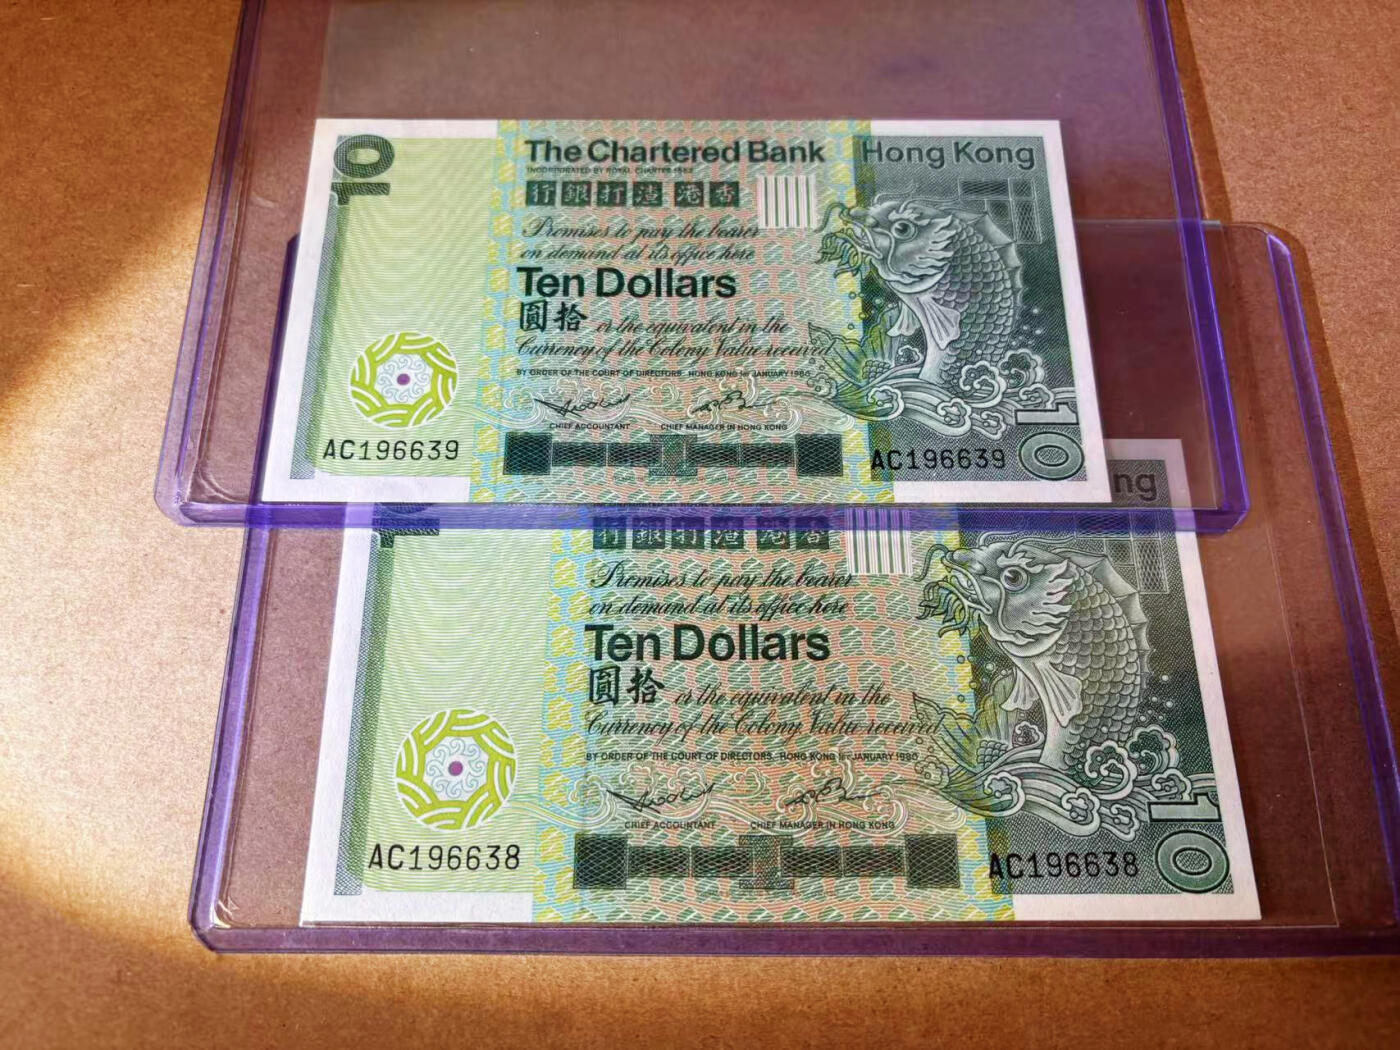 10
The Chartered Bank
Hong Kong
INCORPORATED BY ROYAL CHARTER 1853
行銀打渣港香
Promises to pay the bearer
on demand at its office here
Ten Dollars
圓拾 or the equivalent in the
Currency of the Colony Value received
BY ORDER OF THE COURT OF DIRECTORS HONG KONG 1st JANUARY 1980
CHIEF ACCOUNTANT CHIEF MANAGER IN HONG KONG
AC196639
AC196639
10
ng
行銀打渣港香
Promises to pay the bearer
on demand at its office here
Ten Dollars
圓拾 or the equivalent in the
Currency of the Colony Value received
BY ORDER OF THE COURT OF DIRECTORS HONG KONG 1st JANUARY 1980
CHIEF ACCOUNTANT CHIEF MANAGER IN HONG KONG
AC196638
AC196638
10